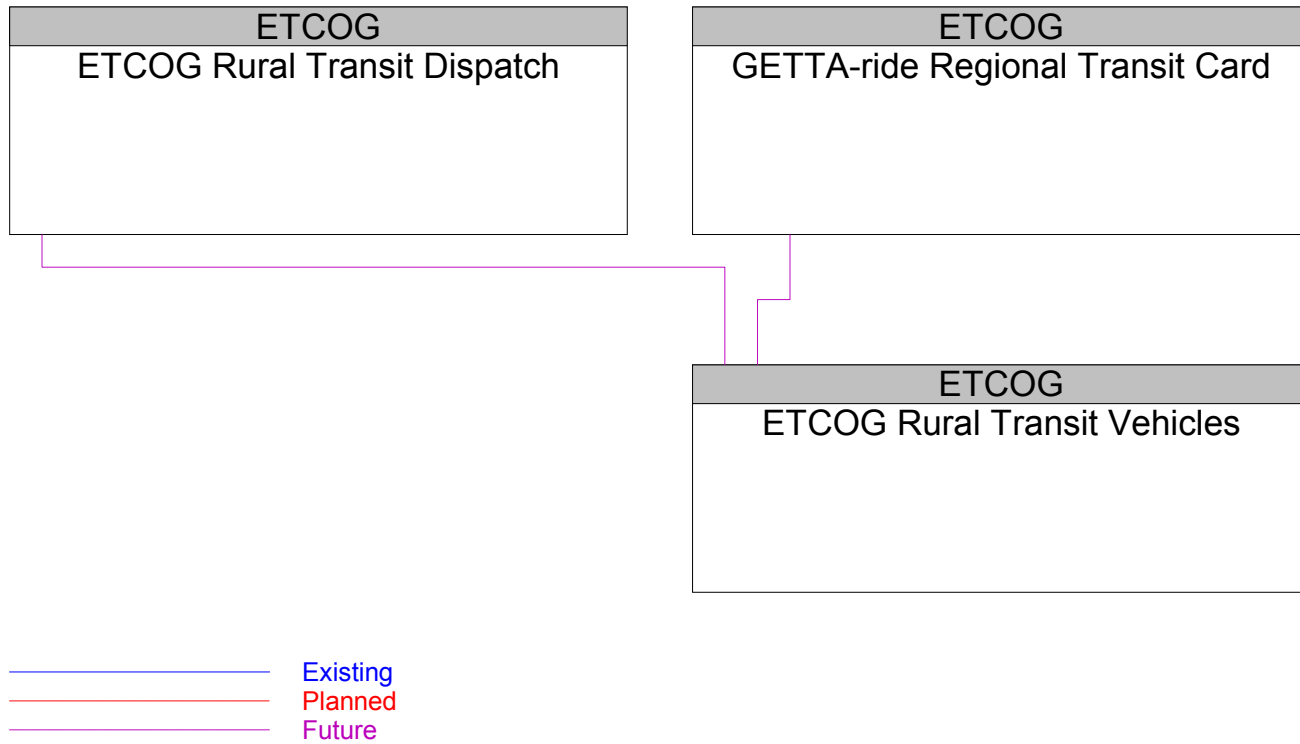 ETCOG
ETCOG Rural Transit Dispatch
ETCOG
GETTA-ride Regional Transit Card
ETCOG
ETCOG Rural Transit Vehicles
Existing
Planned
Future